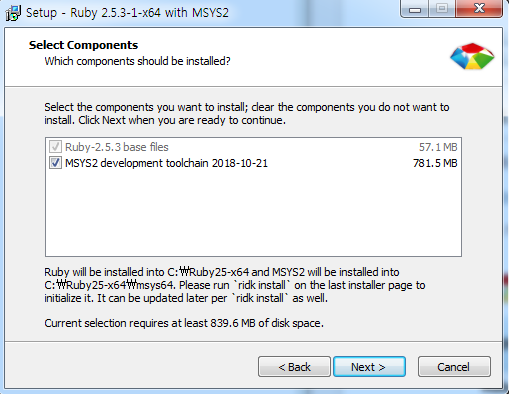 Setup - Ruby 2.5.3-1-x64 with MSYS2
Select Components
Which components should be installed?
Select the components you want to install; clear the components you do not want to
install. Click Next when you are ready to continue.
Ruby-2.5.3 base files 57.1 MB
MSYS2 development toolchain 2018-10-21 781.5 MB
Ruby will be installed into C:₩Ruby25-x64 and MSYS2 will be installed into
C:₩Ruby25-x64₩msys64. Please run `ridk install` on the last installer page to
initialize it. It can be updated later per `ridk install` as well.
Current selection requires at least 839.6 MB of disk space.
< Back Next > Cancel